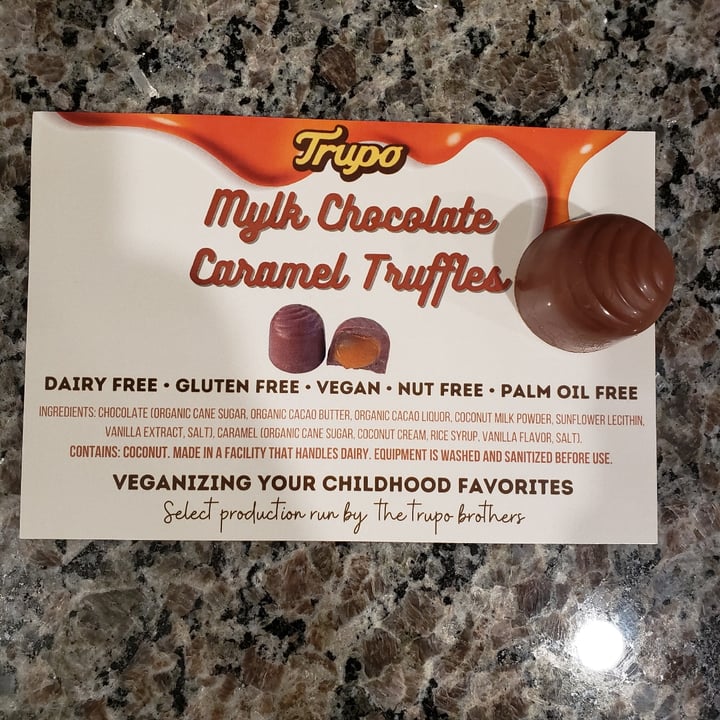 Trupo
Mylk Chocolate
Caramel Truffles
DAIRY FREE • GLUTEN FREE • VEGAN • NUT FREE • PALM OIL FREE
INGREDIENTS: CHOCOLATE (ORGANIC CANE SUGAR, ORGANIC CACAO BUTTER, ORGANIC CACAO LIQUOR, COCONUT MILK POWDER, SUNFLOWER LECITHIN,
VANILLA EXTRACT, SALT), CARAMEL (ORGANIC CANE SUGAR, COCONUT CREAM, RICE SYRUP, VANILLA FLAVOR, SALT).
CONTAINS: COCONUT. MADE IN A FACILITY THAT HANDLES DAIRY. EQUIPMENT IS WASHED AND SANITIZED BEFORE USE.
VEGANIZING YOUR CHILDHOOD FAVORITES
Select production run by the trupo brothers